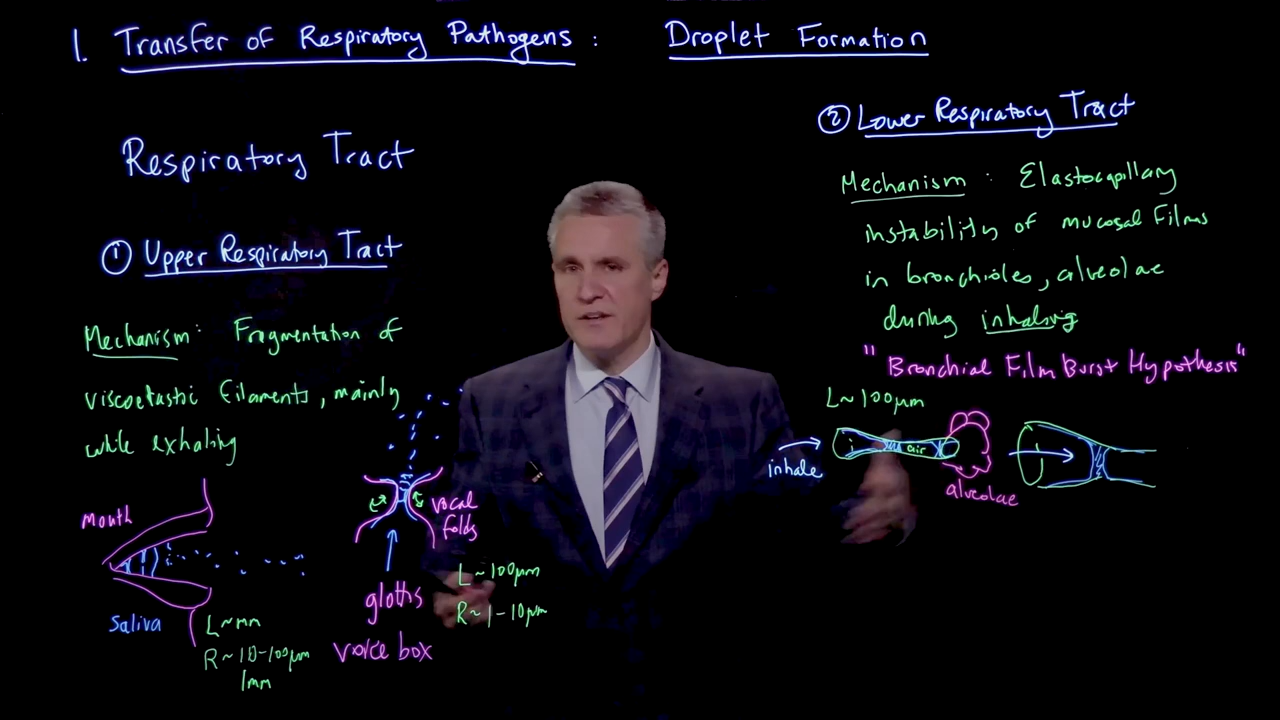 1. Transfer of Respiratory Pathogens : Droplet Formation
Respiratory Tract
① Upper Respiratory Tract
Mechanism: Fragmentation of
viscoelastic filaments, mainly
while exhaling
Mouth
Saliva
L~mm
R~10-100μm
1mm
vocal
folds
glottis
voice box
L~100μm
R~1-10μm
② Lower Respiratory Tract
Mechanism : Elastocapillary
instability of mucosal films
in bronchioles, alveolae
during inhaling
"Bronchial Film Burst Hypothesis"
L~100μm
inhale
air
alveolae